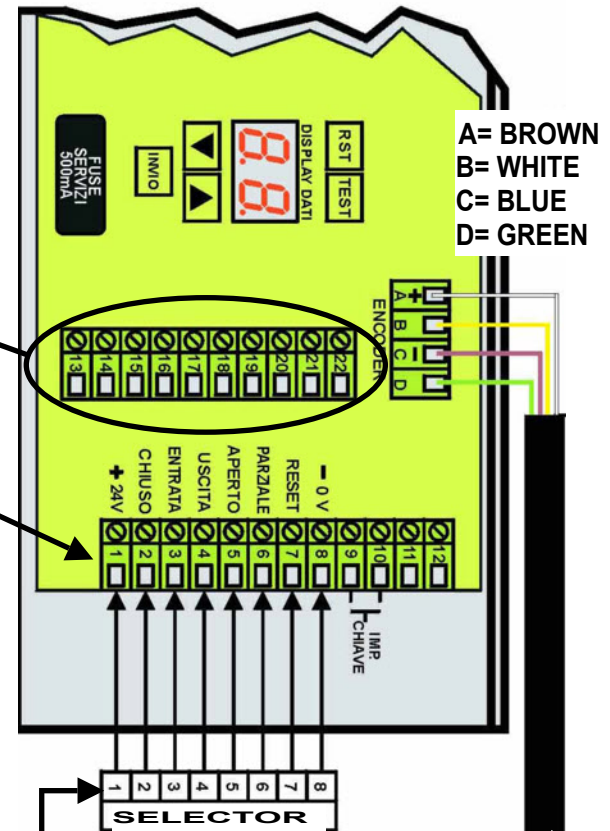 FUSE
SERVIZI
500mA
INVIO
88
DISPLAY DATI
RST
TEST
A= BROWN
B= WHITE
C= BLUE
D= GREEN
ENCODER
A +
B
C -
D
13 14 15 16 17 18 19 20 21 22
+ 24V
CHIUSO
ENTRATA
USCITA
APERTO
PARZIALE
RESET
- 0 V
1 2 3 4 5 6 7 8 9 10 11 12
IMP.
CHIAVE
1 2 3 4 5 6 7 8
SELECTOR